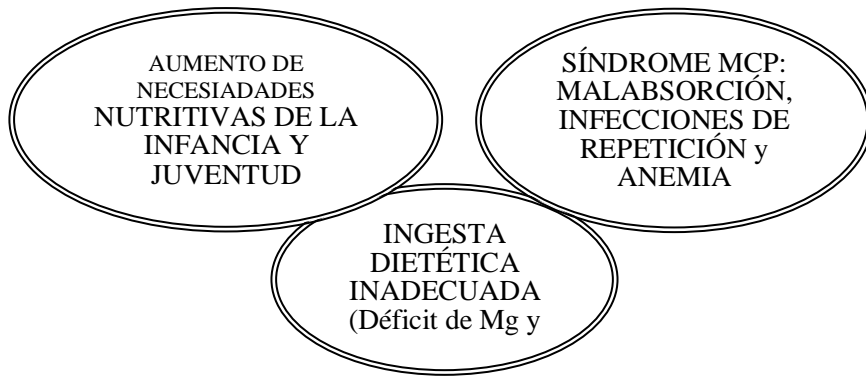 AUMENTO DE
NECESIADADES
NUTRITIVAS DE LA
INFANCIA Y
JUVENTUD
SÍNDROME MCP:
MALABSORCIÓN,
INFECCIONES DE
REPETICIÓN y
ANEMIA
INGESTA
DIETÉTICA
INADECUADA
(Déficit de Mg y